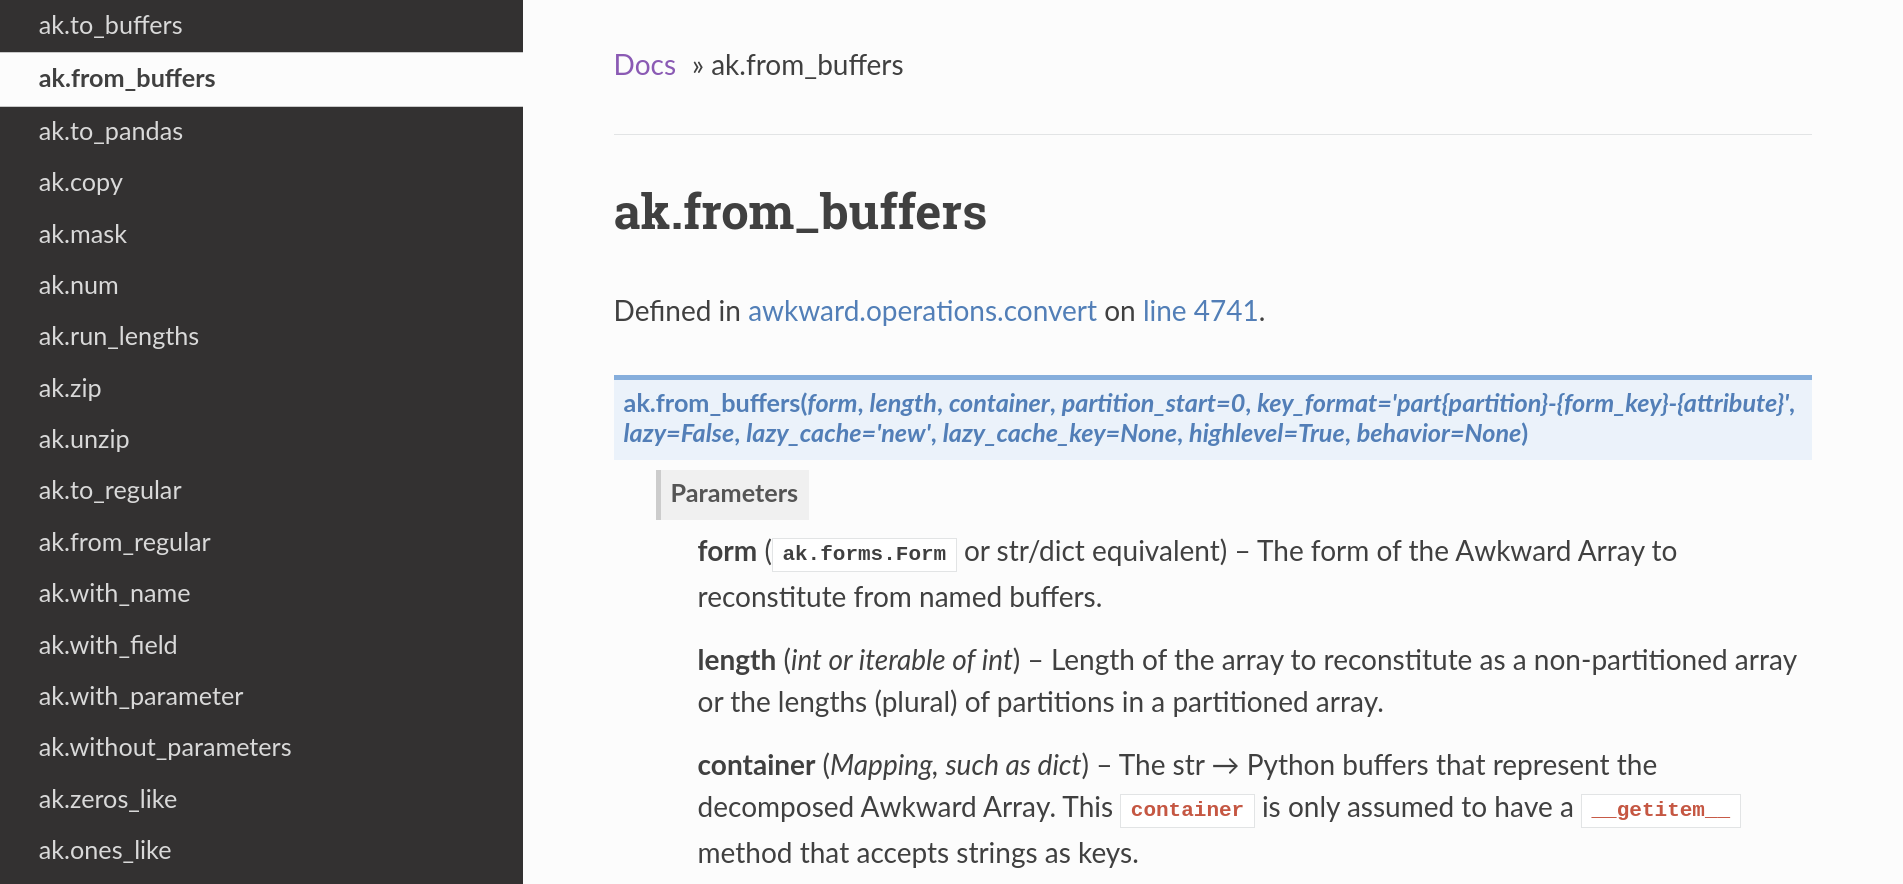 ak.to_buffers
ak.from_buffers
ak.to_pandas
ak.copy
ak.mask
ak.num
ak.run_lengths
ak.zip
ak.unzip
ak.to_regular
ak.from_regular
ak.with_name
ak.with_field
ak.with_parameter
ak.without_parameters
ak.zeros_like
ak.ones_like
Docs » ak.from_buffers
ak.from_buffers
Defined in awkward.operations.convert on line 4741.
ak.from_buffers(form, length, container, partition_start=0, key_format='part{partition}-{form_key}-{attribute}',
lazy=False, lazy_cache='new', lazy_cache_key=None, highlevel=True, behavior=None)
Parameters
form (ak.forms.Form or str/dict equivalent) – The form of the Awkward Array to
reconstitute from named buffers.
length (int or iterable of int) – Length of the array to reconstitute as a non-partitioned array
or the lengths (plural) of partitions in a partitioned array.
container (Mapping, such as dict) – The str → Python buffers that represent the
decomposed Awkward Array. This container is only assumed to have a __getitem__
method that accepts strings as keys.